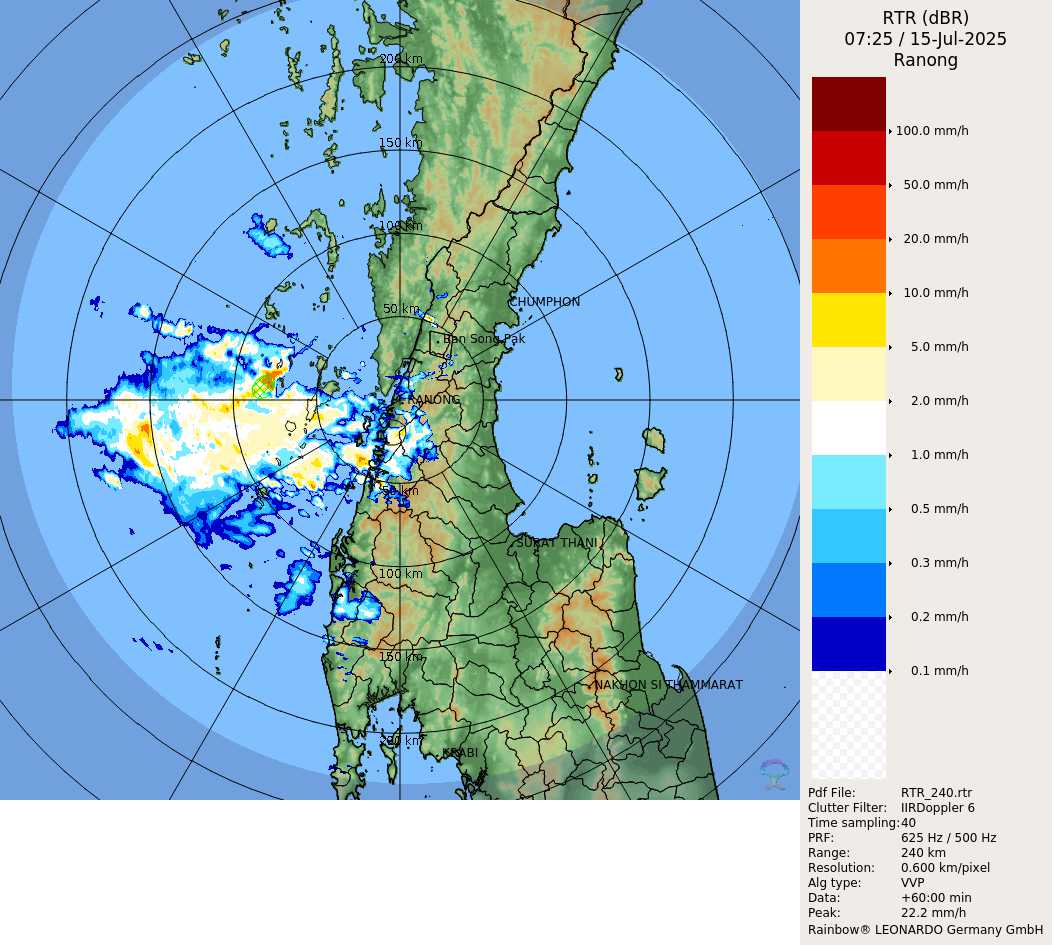 200 km
150 km
100 km
50 km
CHUMPHON
Ban Song Pak
RANONG
50 km
SURAT THANI
100 km
150 km
NAKHON SI THAMMARAT
200 km
KRABI
RTR (dBR)
07:25 / 15-Jul-2025
Ranong
100.0 mm/h
50.0 mm/h
20.0 mm/h
10.0 mm/h
5.0 mm/h
2.0 mm/h
1.0 mm/h
0.5 mm/h
0.3 mm/h
0.2 mm/h
0.1 mm/h
Pdf File: RTR_240.rtr
Clutter Filter: IIRDoppler 6
Time sampling:40
PRF: 625 Hz / 500 Hz
Range: 240 km
Resolution: 0.600 km/pixel
Alg type: VVP
Data: +60:00 min
Peak: 22.2 mm/h
Rainbow® LEONARDO Germany GmbH